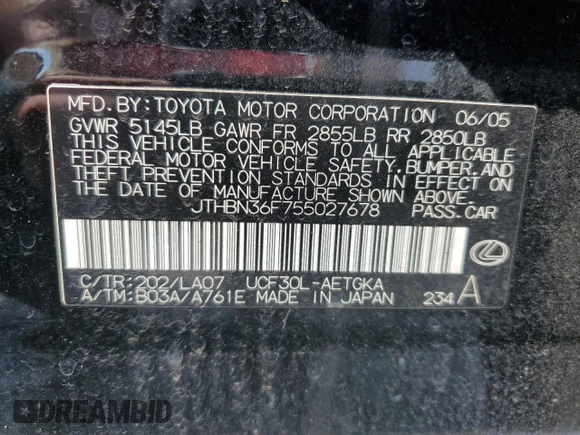 MFD. BY: TOYOTA MOTOR CORPORATION 06/05
GVWR 5145LB GAWR FR 2855LB RR 2850LB
THIS VEHICLE CONFORMS TO ALL APPLICABLE
FEDERAL MOTOR VEHICLE SAFETY, BUMPER, AND
THEFT PREVENTION STANDARDS IN EFFECT ON
THE DATE OF MANUFACTURE SHOWN ABOVE.
JTHBN36F755027678 PASS. CAR
C/TR: 202/LA07 UCF30L-AETGKA
A/TM: B03A/A761E MADE IN JAPAN 234 A
DREAMBID